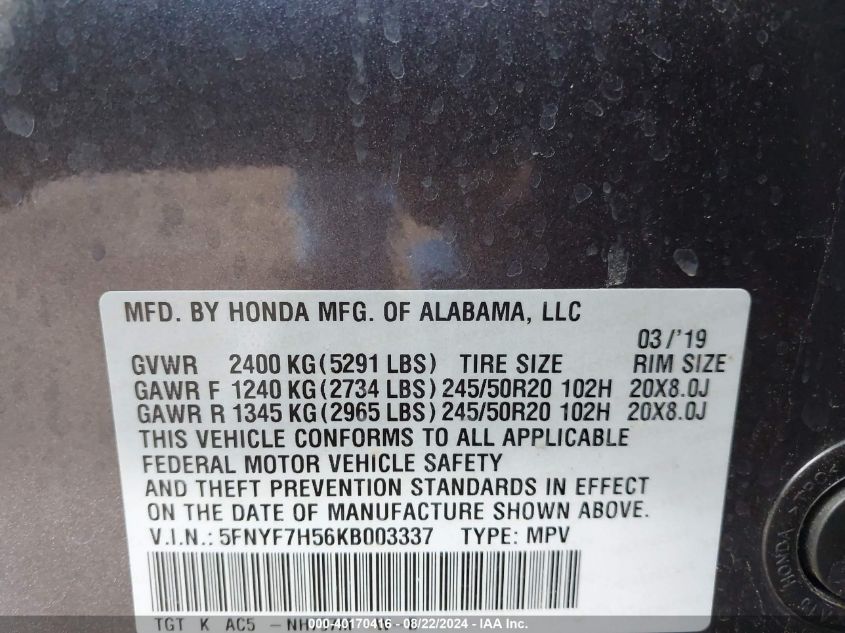 MFD. BY HONDA MFG. OF ALABAMA, LLC
03/'19
GVWR 2400 KG(5291 LBS) TIRE SIZE RIM SIZE
GAWR F 1240 KG(2734 LBS) 245/50R20 102H 20X8.0J
GAWR R 1345 KG(2965 LBS) 245/50R20 102H 20X8.0J
THIS VEHICLE CONFORMS TO ALL APPLICABLE
FEDERAL MOTOR VEHICLE SAFETY
AND THEFT PREVENTION STANDARDS IN EFFECT
ON THE DATE OF MANUFACTURE SHOWN ABOVE.
V.I.N.: 5FNYF7H56KB003337 TYPE: MPV
TGT K AC5 -
HONDA
000-40170416 - 08/22/2024 - IAA Inc.